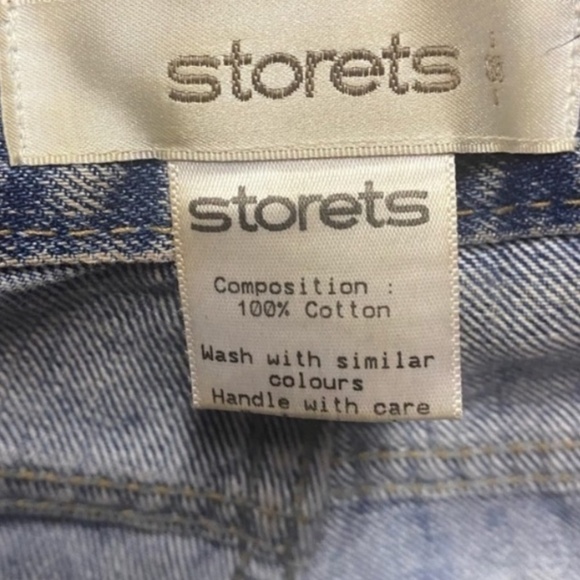 storets
storets
Composition :
100% Cotton
Wash with similar
colours
Handle with care